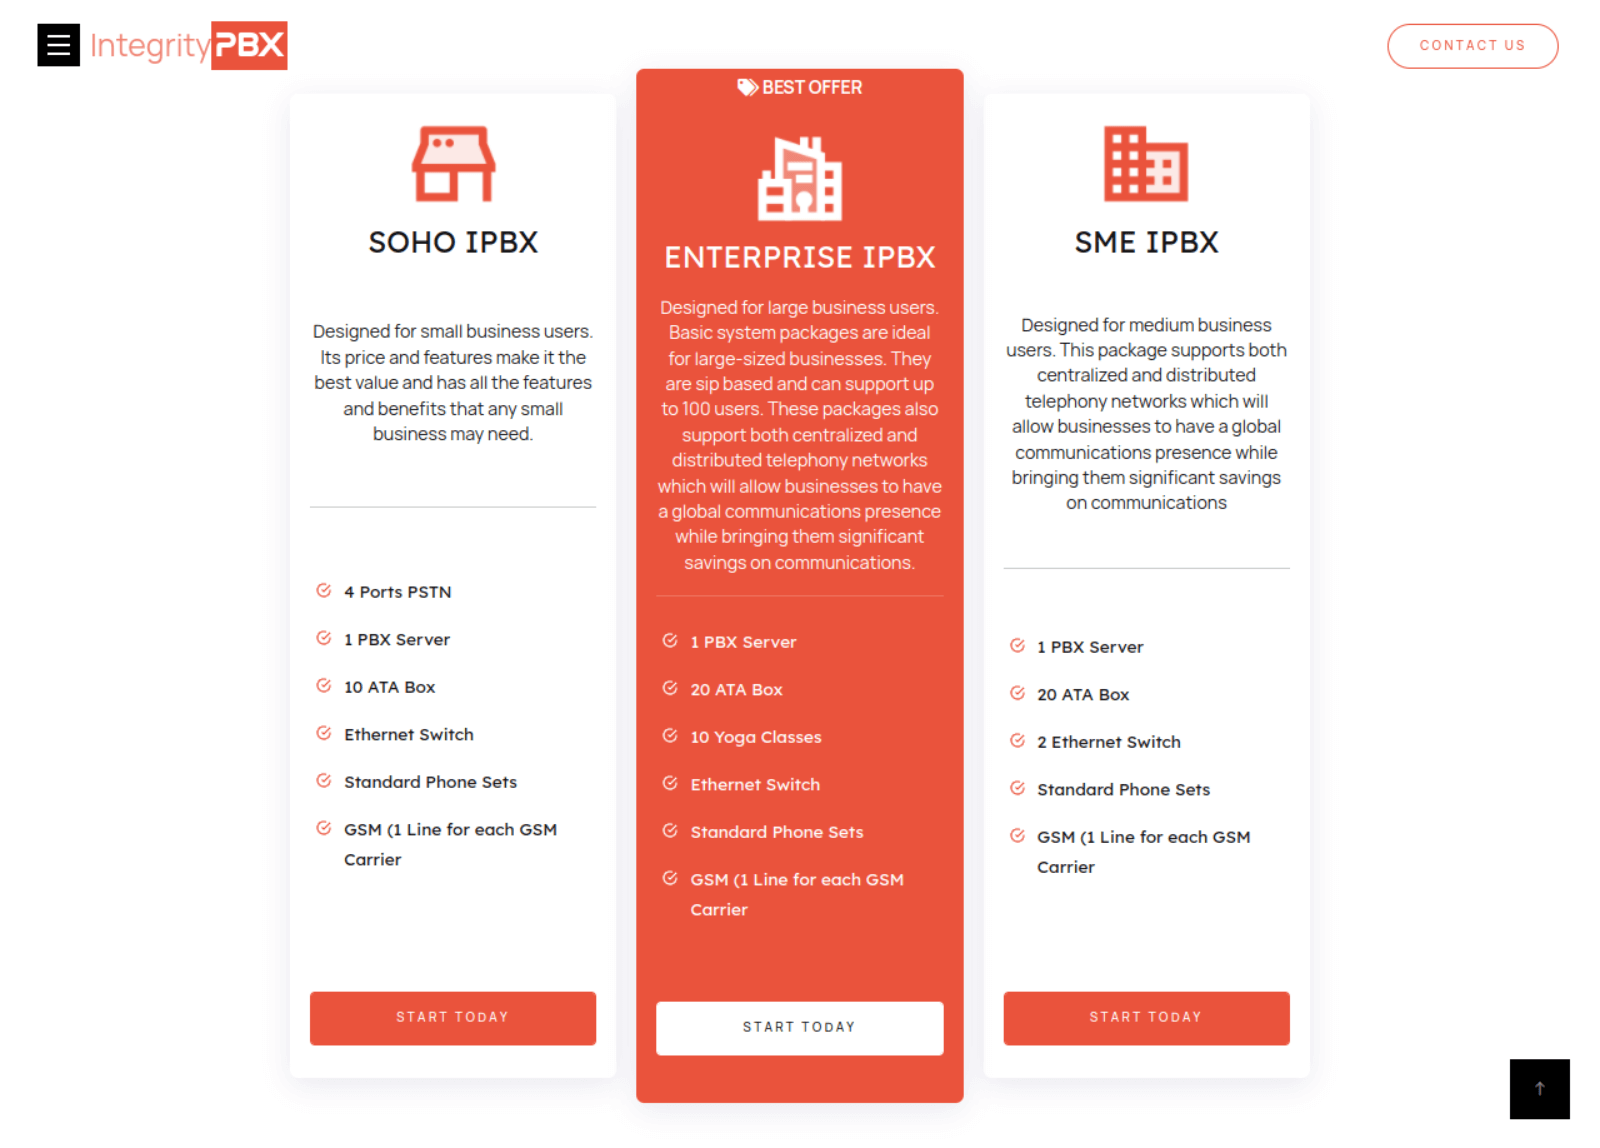 IntegrityPBX
CONTACT US
SOHO IPBX
Designed for small business users.
Its price and features make it the
best value and has all the features
and benefits that any small
business may need.
4 Ports PSTN
1 PBX Server
10 ATA Box
Ethernet Switch
Standard Phone Sets
GSM (1 Line for each GSM
Carrier
START TODAY
BEST OFFER
ENTERPRISE IPBX
Designed for large business users.
Basic system packages are ideal
for large-sized businesses. They
are sip based and can support up
to 100 users. These packages also
support both centralized and
distributed telephony networks
which will allow businesses to have
a global communications presence
while bringing them significant
savings on communications.
1 PBX Server
20 ATA Box
10 Yoga Classes
Ethernet Switch
Standard Phone Sets
GSM (1 Line for each GSM
Carrier
START TODAY
SME IPBX
Designed for medium business
users. This package supports both
centralized and distributed
telephony networks which will
allow businesses to have a global
communications presence while
bringing them significant savings
on communications
1 PBX Server
20 ATA Box
2 Ethernet Switch
Standard Phone Sets
GSM (1 Line for each GSM
Carrier
START TODAY